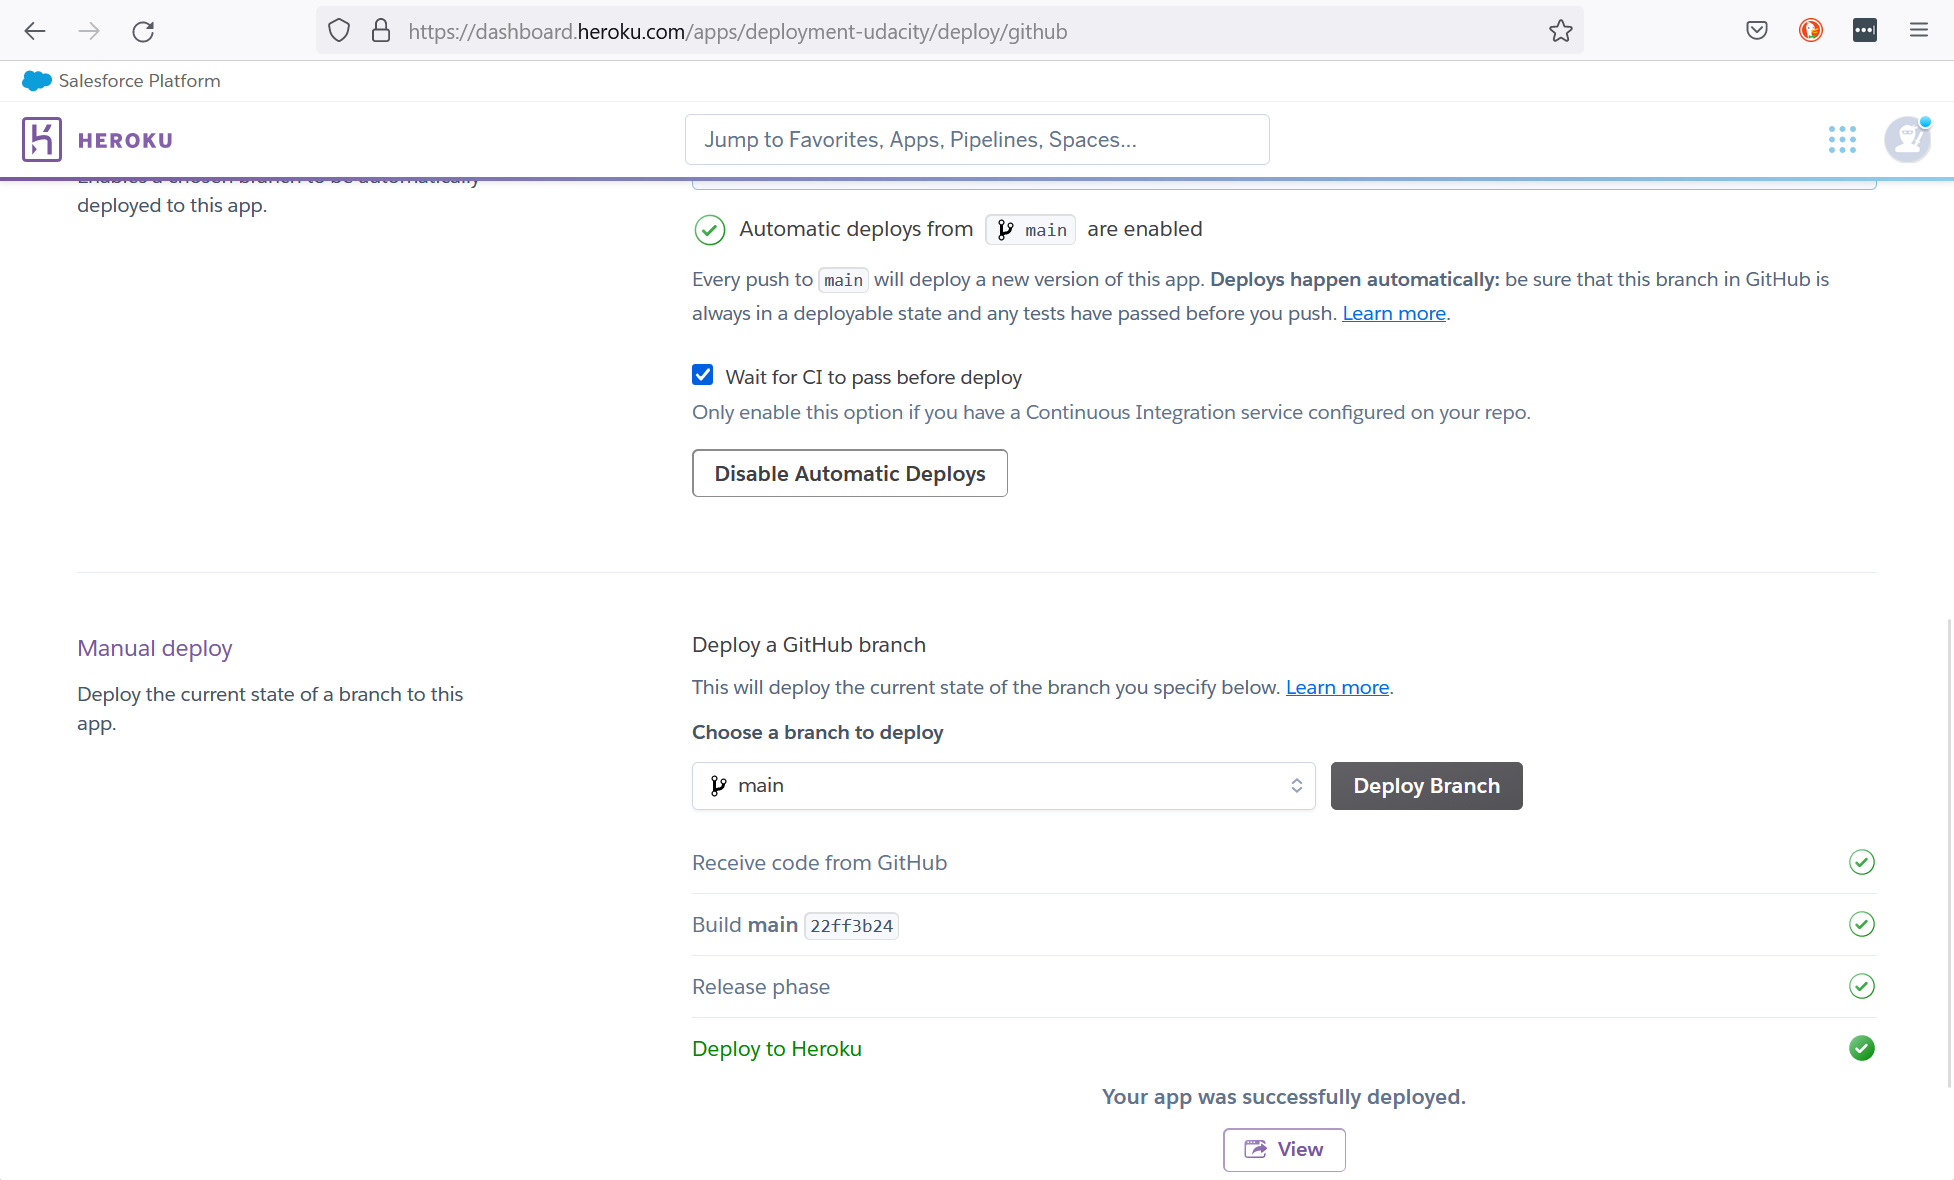 https://dashboard.heroku.com/apps/deployment-udacity/deploy/github
Salesforce Platform
HEROKU
Jump to Favorites, Apps, Pipelines, Spaces...
Enables a chosen branch to be automatically
deployed to this app.
Automatic deploys from main are enabled
Every push to main will deploy a new version of this app. Deploys happen automatically: be sure that this branch in GitHub is
always in a deployable state and any tests have passed before you push. Learn more.
Wait for CI to pass before deploy
Only enable this option if you have a Continuous Integration service configured on your repo.
Disable Automatic Deploys
Manual deploy
Deploy the current state of a branch to this
app.
Deploy a GitHub branch
This will deploy the current state of the branch you specify below. Learn more.
Choose a branch to deploy
main
Deploy Branch
Receive code from GitHub
Build main 22ff3b24
Release phase
Deploy to Heroku
Your app was successfully deployed.
View